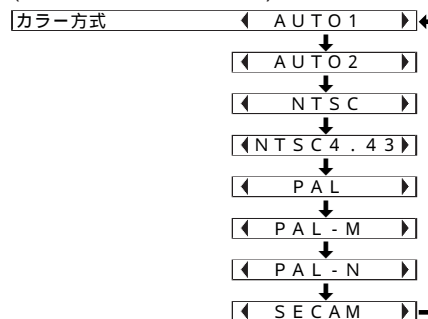 カラー方式 AUTO1
AUTO2
NTSC
NTSC4.43
PAL
PAL-M
PAL-N
SECAM